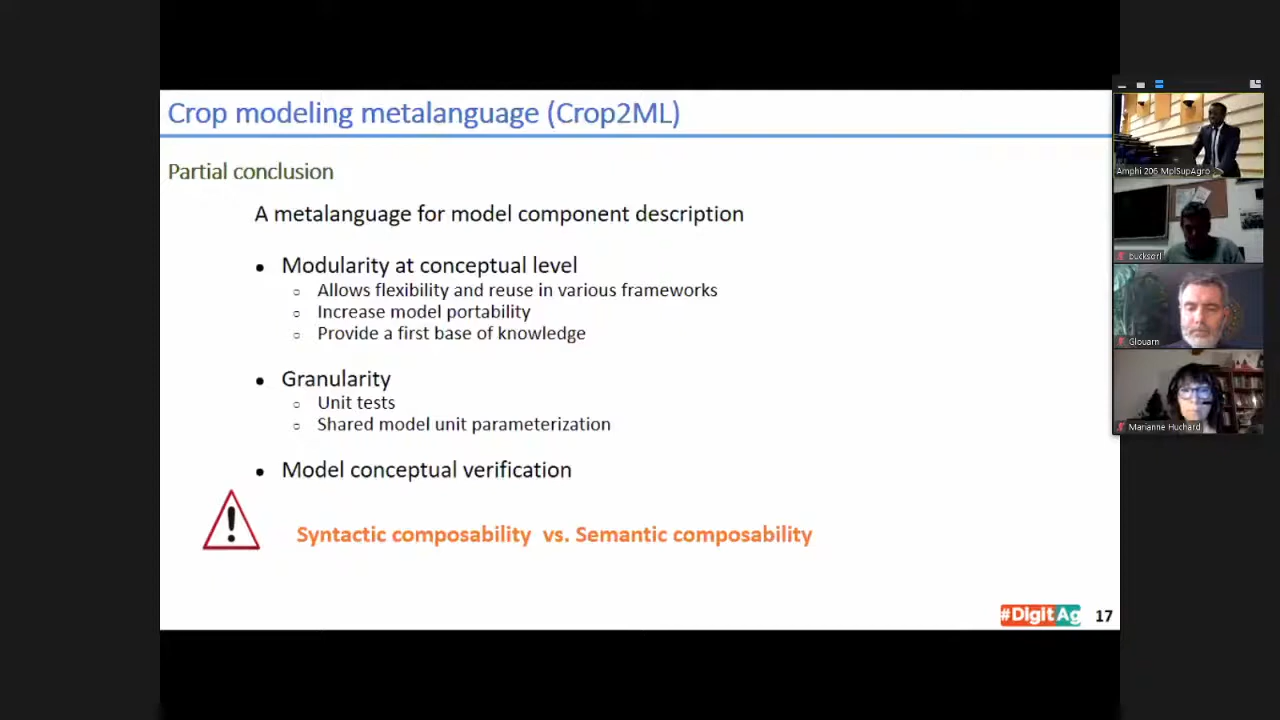 Crop modeling metalanguage (Crop2ML)
Partial conclusion
A metalanguage for model component description
• Modularity at conceptual level
○ Allows flexibility and reuse in various frameworks
○ Increase model portability
○ Provide a first base of knowledge
• Granularity
○ Unit tests
○ Shared model unit parameterization
• Model conceptual verification
Syntactic composability vs. Semantic composability
#DigitAg 17
Amphi 206 MplSupAgro
bucksorl
Glouarn
Marianne Huchard